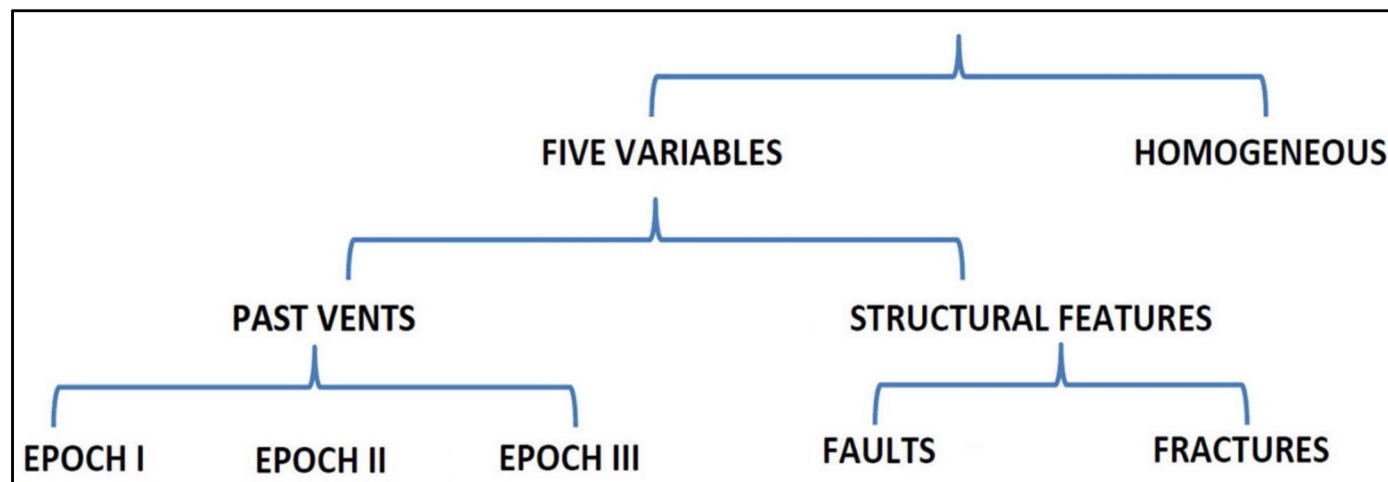 FIVE VARIABLES
HOMOGENEOUS
PAST VENTS
STRUCTURAL FEATURES
EPOCH I
EPOCH II
EPOCH III
FAULTS
FRACTURES